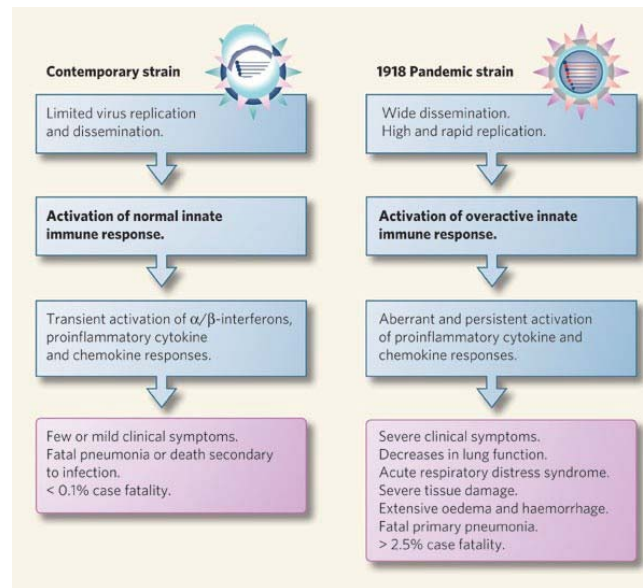 Contemporary strain
Limited virus replication
and dissemination.
Activation of normal innate
immune response.
Transient activation of α/β-interferons,
proinflammatory cytokine
and chemokine responses.
Few or mild clinical symptoms.
Fatal pneumonia or death secondary
to infection.
< 0.1% case fatality.
1918 Pandemic strain
Wide dissemination.
High and rapid replication.
Activation of overactive innate
immune response.
Aberrant and persistent activation
of proinflammatory cytokine and
chemokine responses.
Severe clinical symptoms.
Decreases in lung function.
Acute respiratory distress syndrome.
Severe tissue damage.
Extensive oedema and haemorrhage.
Fatal primary pneumonia.
> 2.5% case fatality.